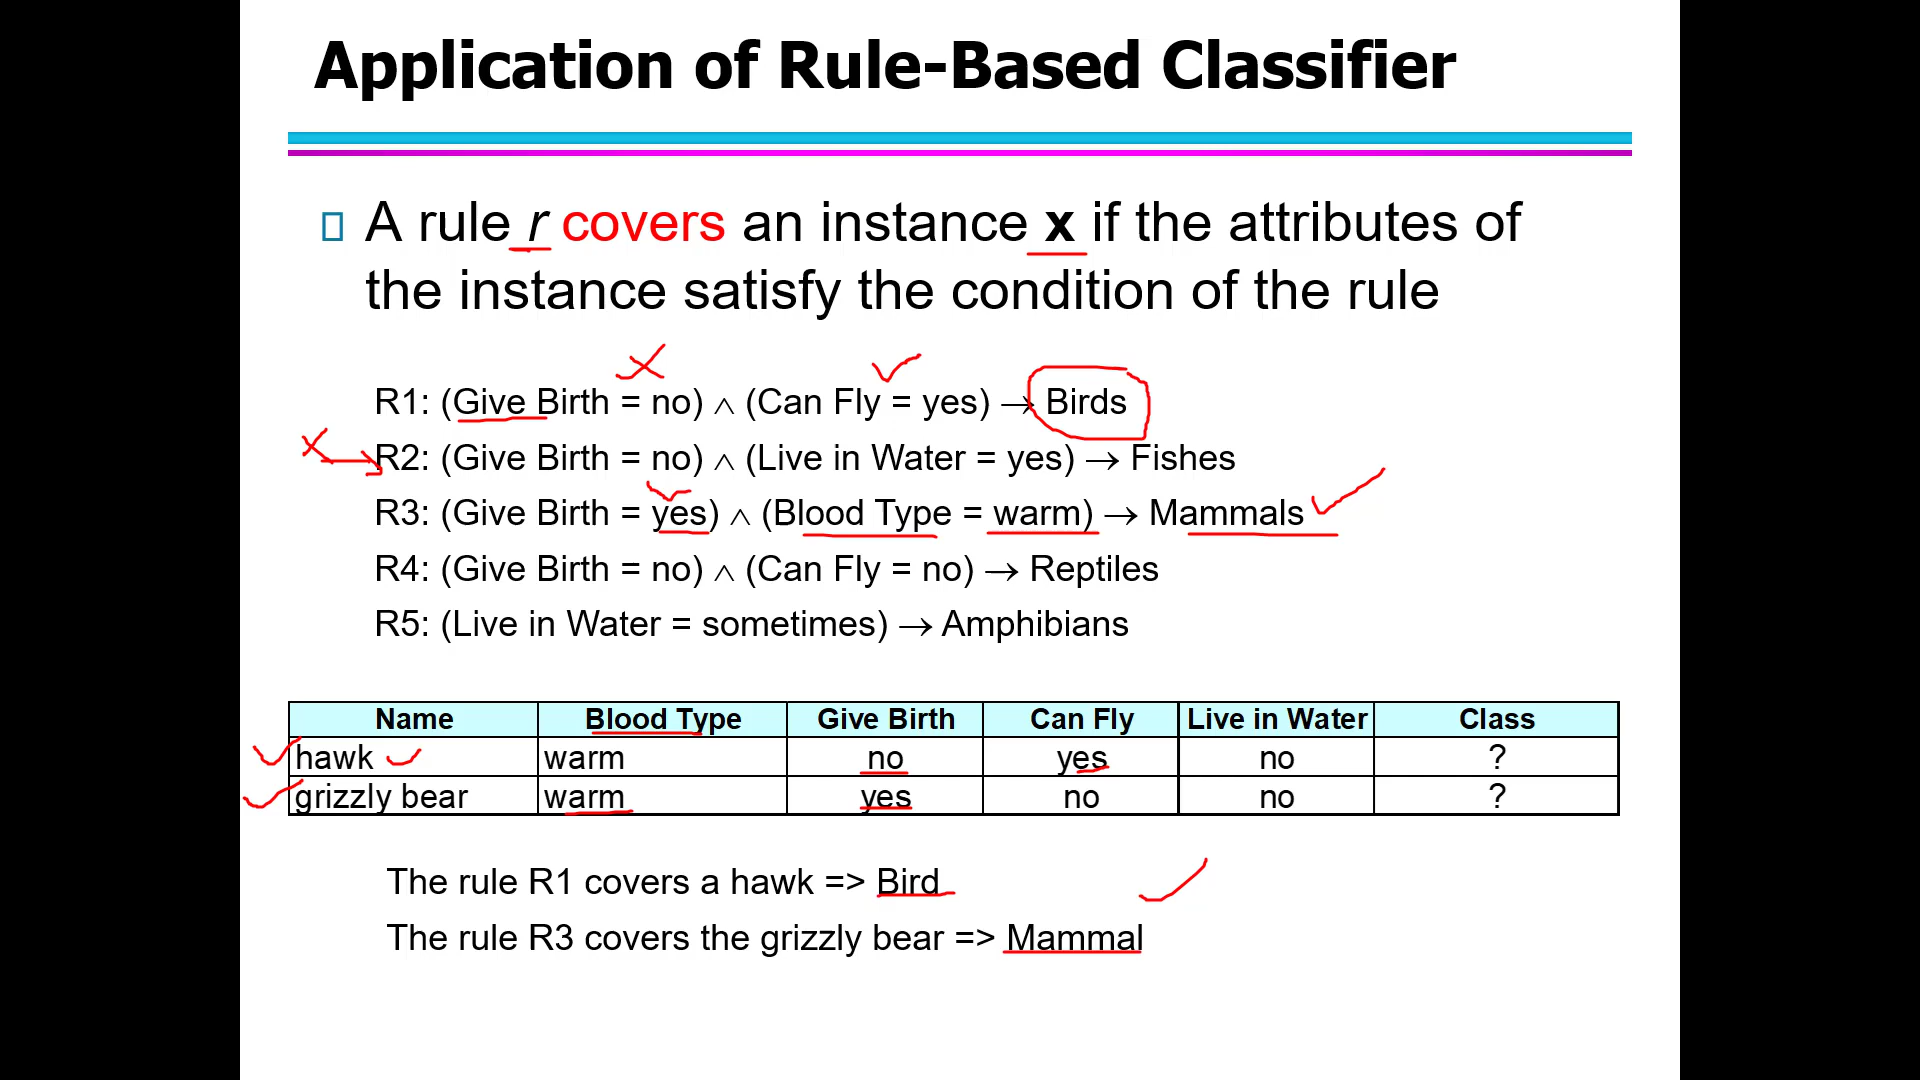 Application of Rule-Based Classifier
A rule r covers an instance x if the attributes of
the instance satisfy the condition of the rule
R1: (Give Birth = no) ∧ (Can Fly = yes) → Birds
R2: (Give Birth = no) ∧ (Live in Water = yes) → Fishes
R3: (Give Birth = yes) ∧ (Blood Type = warm) → Mammals
R4: (Give Birth = no) ∧ (Can Fly = no) → Reptiles
R5: (Live in Water = sometimes) → Amphibians
Name Blood Type Give Birth Can Fly Live in Water Class
hawk warm no yes no ?
grizzly bear warm yes no no ?
The rule R1 covers a hawk => Bird
The rule R3 covers the grizzly bear => Mammal